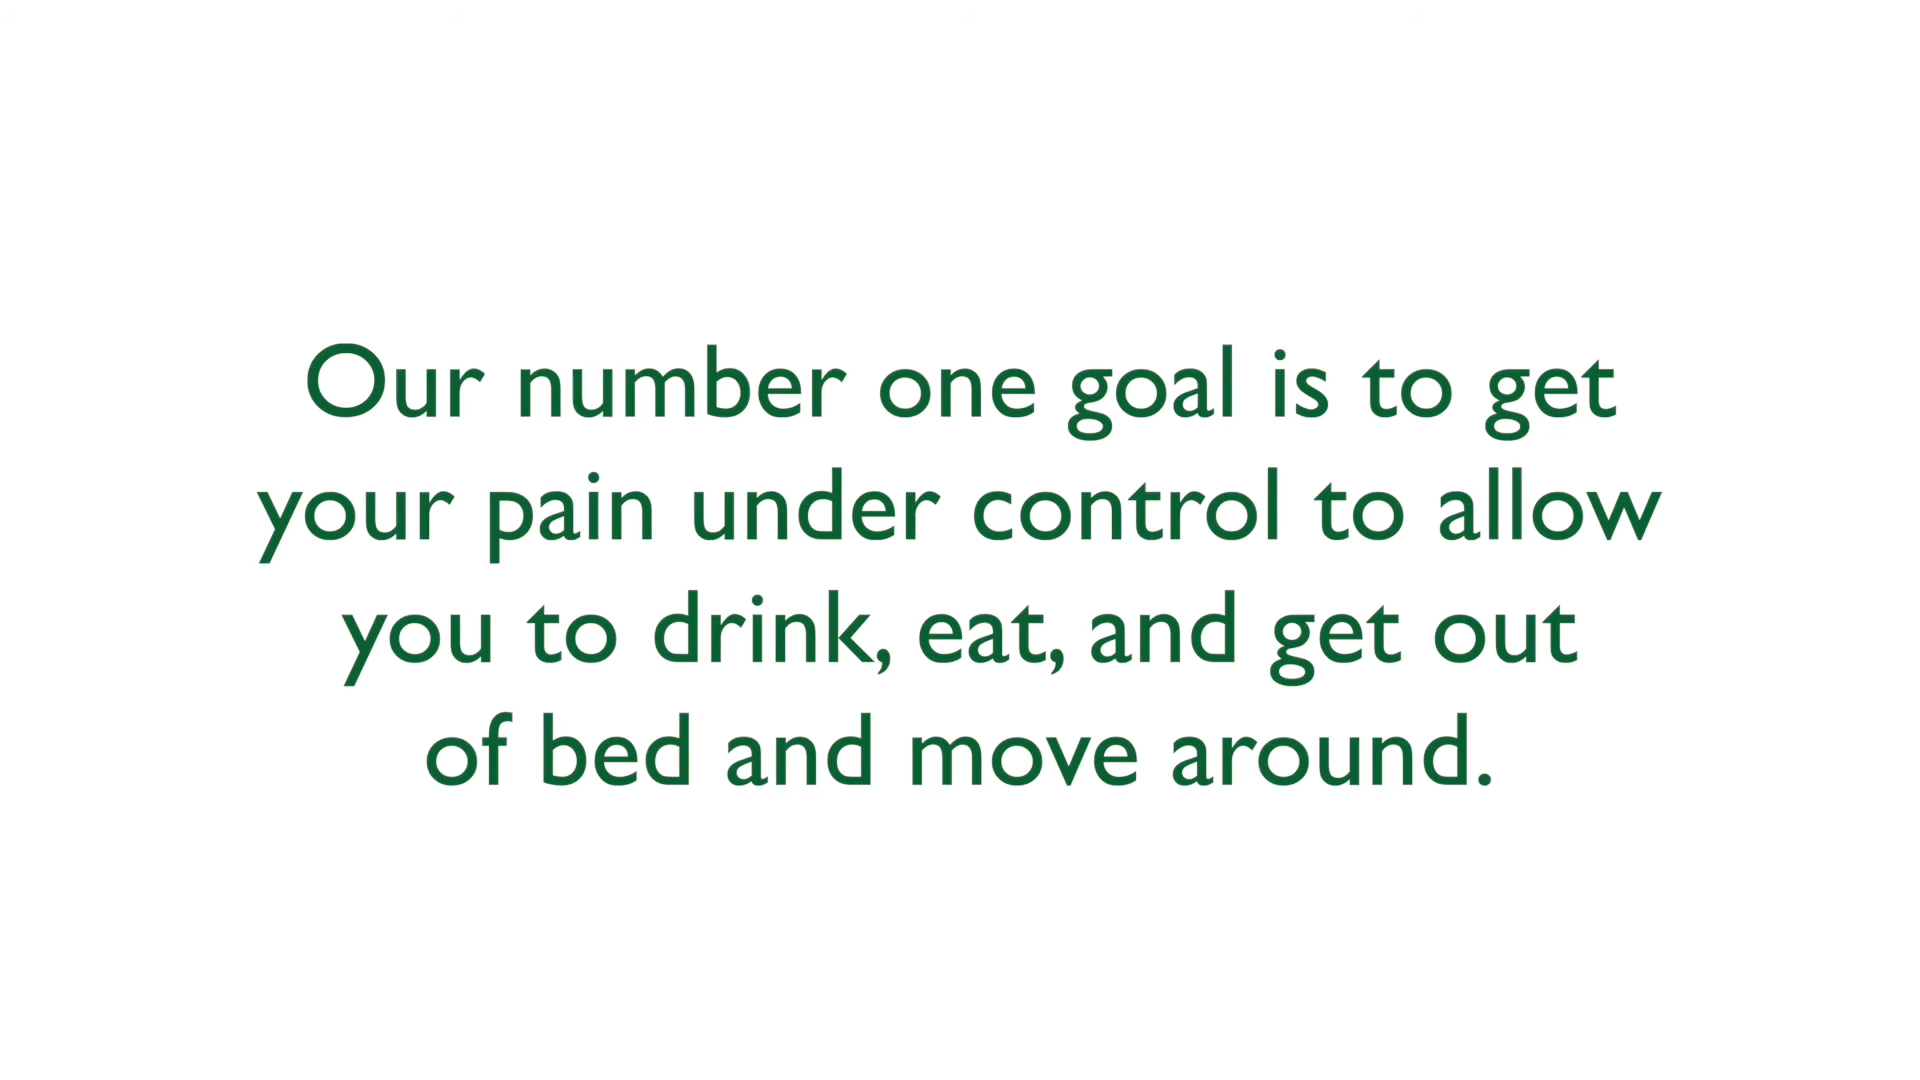 Our number one goal is to get
your pain under control to allow
you to drink, eat, and get out
of bed and move around.